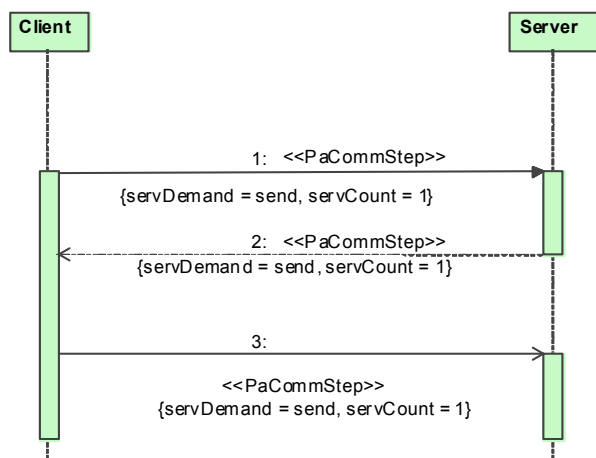 Client
Server
1: <<PaCommStep>>
{servDemand = send, servCount = 1}
2: <<PaCommStep>>
{servDemand = send, servCount = 1}
3:
<<PaCommStep>>
{servDemand = send, servCount = 1}